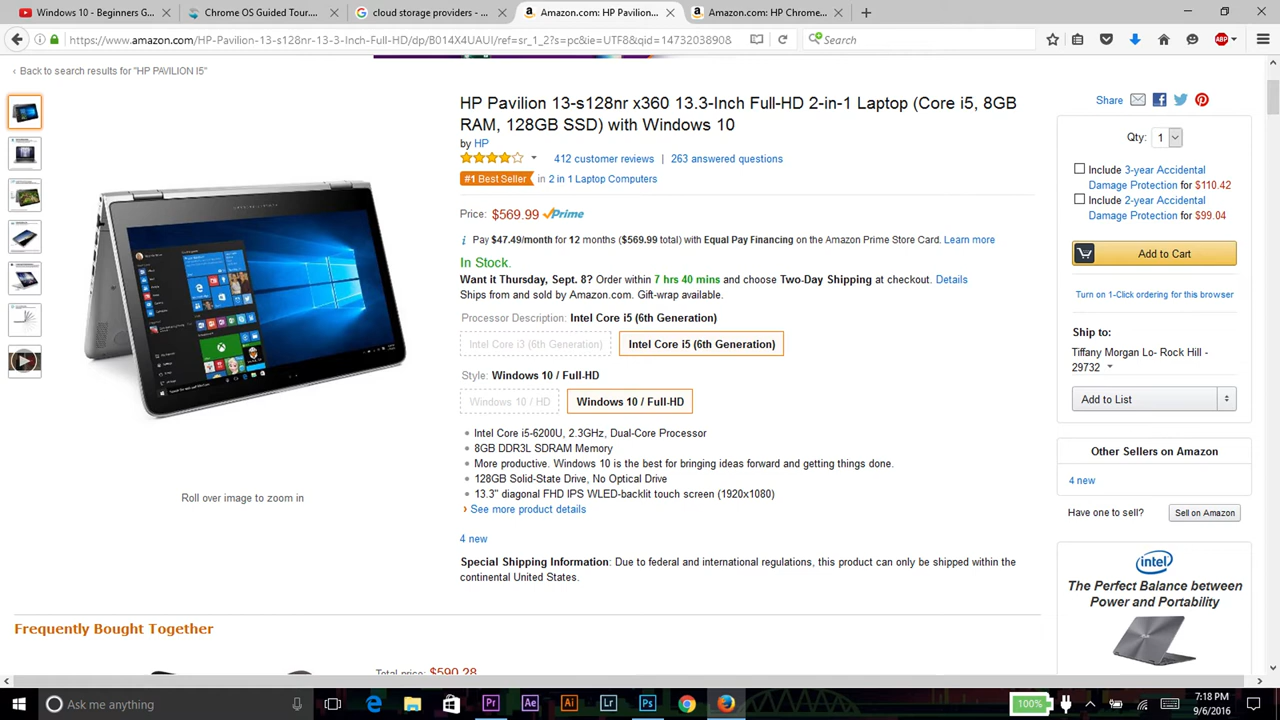 Windows 10 - Beginners G...
Chrome OS Guided Tour....
cloud storage providers - ...
Amazon.com: HP Pavilion...
Amazon.com: HP Chrome...
https://www.amazon.com/HP-Pavilion-13-s128nr-13-3-Inch-Full-HD/dp/B014X4UAUI/ref=sr_1_2?s=pc&ie=UTF8&qid=1473203890&
Search
ABP
‹ Back to search results for "HP PAVILION I5"
HP Pavilion 13-s128nr x360 13.3-Inch Full-HD 2-in-1 Laptop (Core i5, 8GB
RAM, 128GB SSD) with Windows 10
by HP
412 customer reviews | 263 answered questions
#1 Best Seller in 2 in 1 Laptop Computers
Price: $569.99 Prime
Pay $47.49/month for 12 months ($569.99 total) with Equal Pay Financing on the Amazon Prime Store Card. Learn more
In Stock.
Want it Thursday, Sept. 8? Order within 7 hrs 40 mins and choose Two-Day Shipping at checkout. Details
Ships from and sold by Amazon.com. Gift-wrap available.
Processor Description: Intel Core i5 (6th Generation)
Intel Core i3 (6th Generation)
Intel Core i5 (6th Generation)
Style: Windows 10 / Full-HD
Windows 10 / HD
Windows 10 / Full-HD
• Intel Core i5-6200U, 2.3GHz, Dual-Core Processor
• 8GB DDR3L SDRAM Memory
• More productive. Windows 10 is the best for bringing ideas forward and getting things done.
• 128GB Solid-State Drive, No Optical Drive
• 13.3" diagonal FHD IPS WLED-backlit touch screen (1920x1080)
› See more product details
Roll over image to zoom in
4 new
Special Shipping Information: Due to federal and international regulations, this product can only be shipped within the
continental United States.
Frequently Bought Together
Total price: $590.28
Share
Qty: 1
Include 3-year Accidental
Damage Protection for $110.42
Include 2-year Accidental
Damage Protection for $99.04
Add to Cart
Turn on 1-Click ordering for this browser
Ship to:
Tiffany Morgan Lo- Rock Hill -
29732
Add to List
Other Sellers on Amazon
4 new
Have one to sell?
Sell on Amazon
intel
The Perfect Balance between
Power and Portability
Ask me anything
Pr
Ae
Ai
Lr
Ps
100%
7:18 PM
9/6/2016